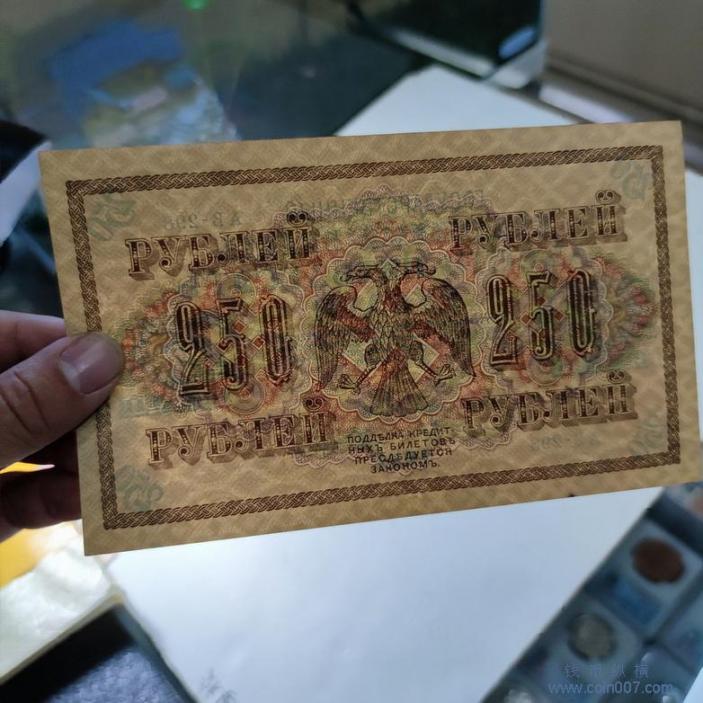 РУБЛЕЙ РУБЛЕЙ
250 250
РУБЛЕЙ РУБЛЕЙ
ПОДДѢЛКА КРЕДИТ-
НЫХЪ БИЛЕТОВЪ
ПРЕСЛѢДУЕТСЯ
ЗАКОНОМЪ.
钱币纵横
www.coin007.com